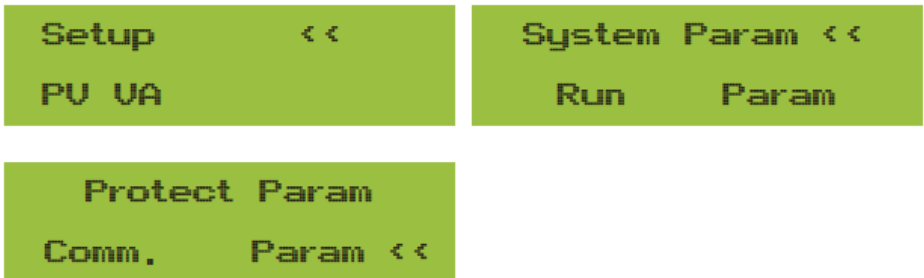 Setup <<
PV VA
System Param <<
Run Param
Protect Param
Comm. Param <<